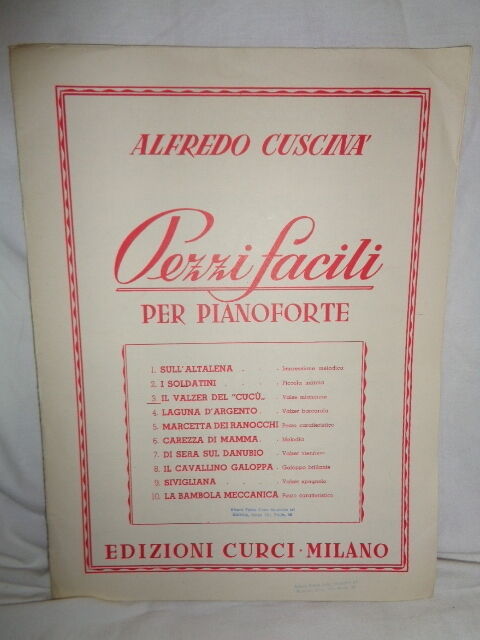 ALFREDO CUSCINÀ
Pezzi facili
PER PIANOFORTE
1. SULL'ALTALENA . . - Impressione melodica
2. I SOLDATINI . . . . - Piccola marcia
3. IL VALZER DEL "CUCÙ„ - Valse mignonne
4. LAGUNA D'ARGENTO . - Valzer barcarola
5. MARCETTA DEI RANOCCHI Pezzo caratteristico
6. CAREZZA DI MAMMA . - Melodia
7. DI SERA SUL DANUBIO - Valzer viennese
8. IL CAVALLINO GALOPPA - Galoppo brillante
9. SIVIGLIANA . . - Valzer spagnolo
10. LA BAMBOLA MECCANICA Pezzo caratteristico
EDIZIONI CURCI · MILANO